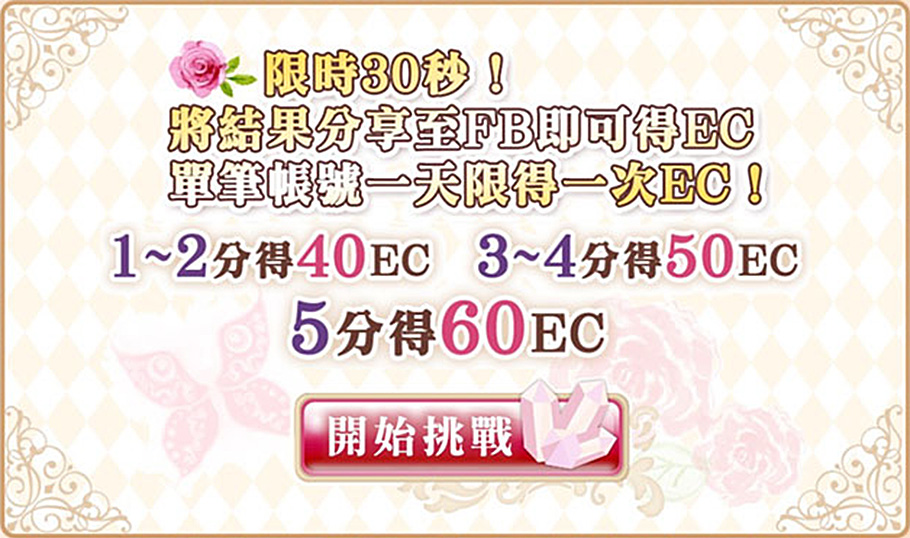 限時30秒！
將結果分享至FB即可得EC
單筆帳號一天限得一次EC！
1~2分得40EC 3~4分得50EC
5分得60EC
開始挑戰